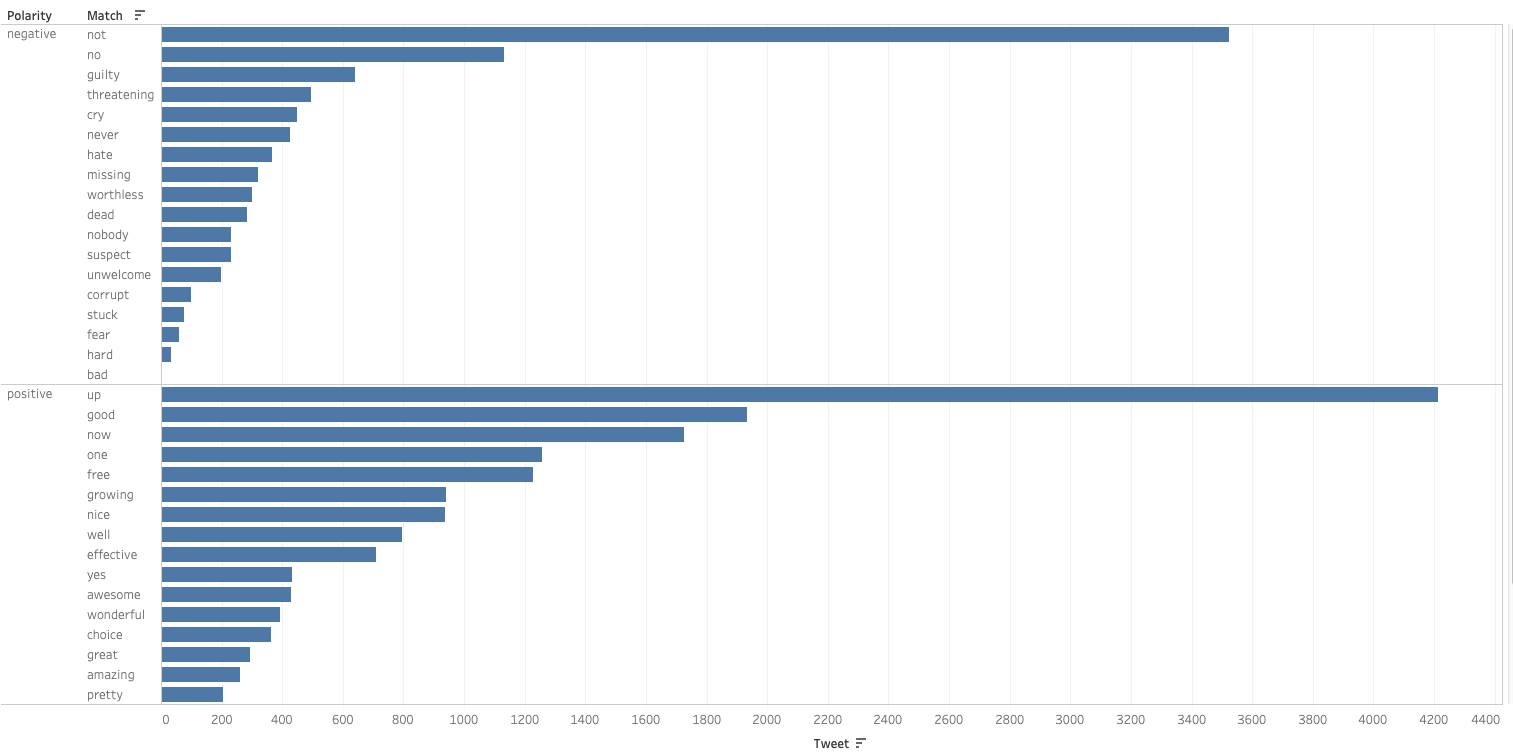 Polarity Match
negative not
no
guilty
threatening
cry
never
hate
missing
worthless
dead
nobody
suspect
unwelcome
corrupt
stuck
fear
hard
bad
positive up
good
now
one
free
growing
nice
well
effective
yes
awesome
wonderful
choice
great
amazing
pretty
0 200 400 600 800 1000 1200 1400 1600 1800 2000 2200 2400 2600 2800 3000 3200 3400 3600 3800 4000 4200 4400
Tweet